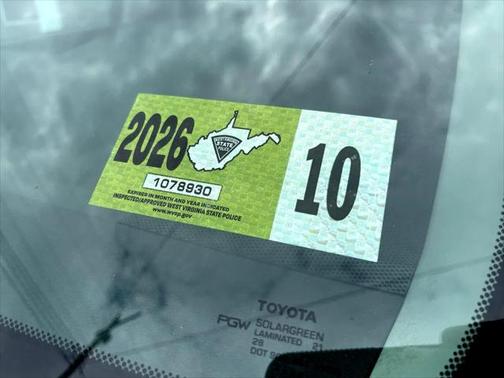 2026
WEST VIRGINIA
STATE
POLICE
1078930
EXPIRES IN MONTH AND YEAR INDICATED
INSPECTED/APPROVED WEST VIRGINIA STATE POLICE
www.wvsp.gov
10
TOYOTA
PGW SOLARGREEN
LAMINATED 21
28
DOT